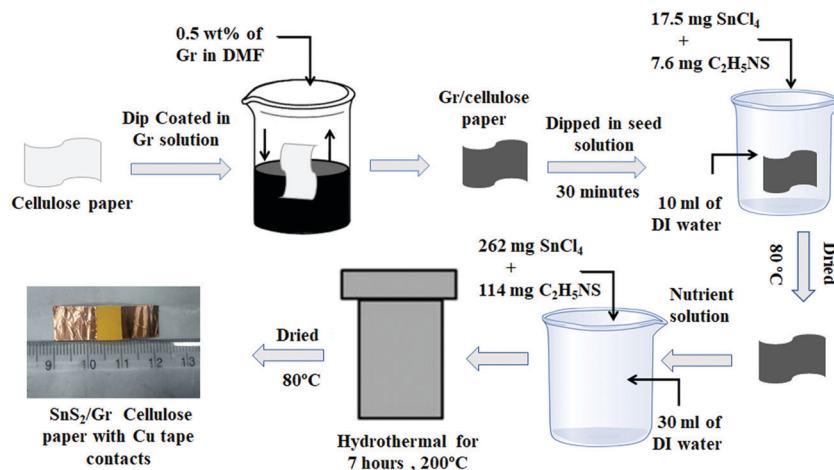 0.5 wt% of
Gr in DMF
17.5 mg SnCl₄
+
7.6 mg C₂H₅NS
Dip Coated in
Gr solution
Gr/cellulose
paper
Dipped in seed
solution
30 minutes
Cellulose paper
10 ml of
DI water
Dried
80 °C
262 mg SnCl₄
+
114 mg C₂H₅NS
Nutrient
solution
Dried
80°C
9 10 11 12 13
SnS₂/Gr Cellulose
paper with Cu tape
contacts
Hydrothermal for
7 hours , 200°C
30 ml of
DI water